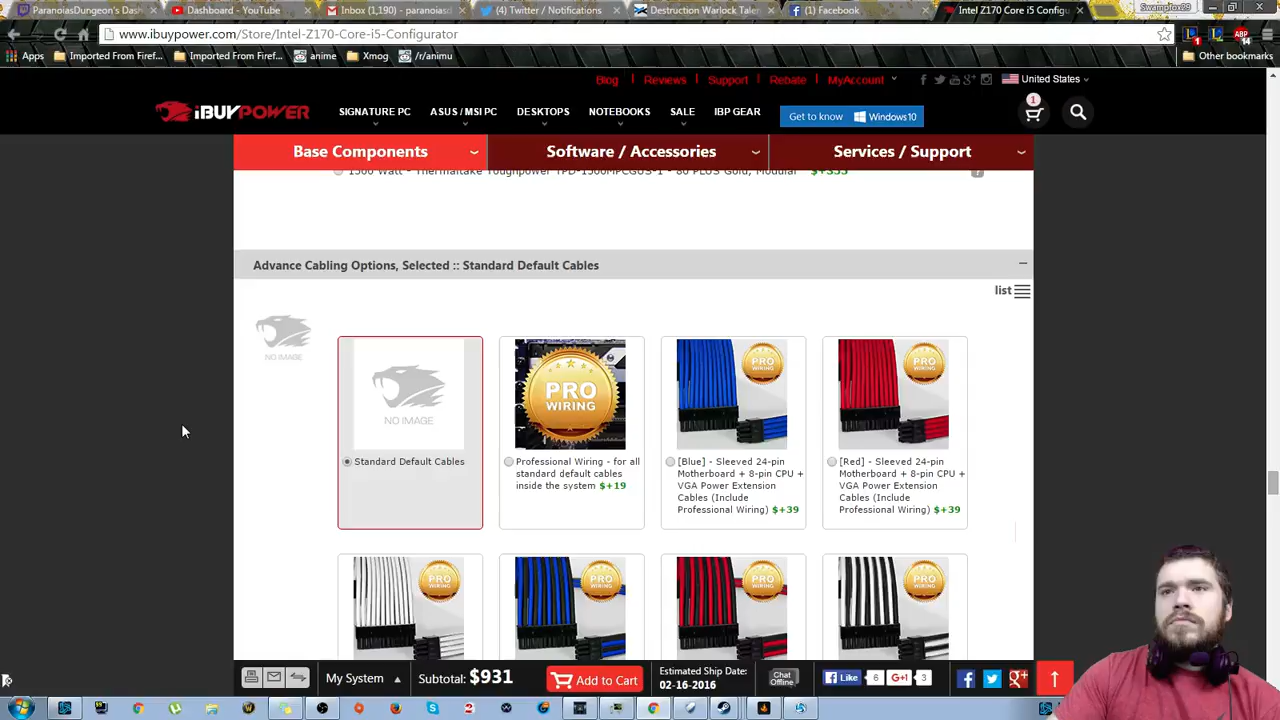 ParanoiasDungeon's Dash
Dashboard - YouTube
Inbox (1,190) - paranoiasd
(4) Twitter / Notifications
Destruction Warlock Talen
(1) Facebook
Intel Z170 Core i5 Configu
Swampfox29
www.ibuypower.com/Store/Intel-Z170-Core-i5-Configurator
Apps
Imported From Firef...
Imported From Firef...
anime
Xmog
/r/animu
Other bookmarks
Blog
Reviews
Support
Rebate
MyAccount
United States
iBUYPOWER
SIGNATURE PC
ASUS / MSI PC
DESKTOPS
NOTEBOOKS
SALE
IBP GEAR
Get to know Windows10
1
Base Components
Software / Accessories
Services / Support
1500 Watt - Thermaltake Toughpower TPD-1500MPCGUS-1 - 80 PLUS Gold, Modular $+355
Advance Cabling Options, Selected :: Standard Default Cables
list
NO IMAGE
NO IMAGE
Standard Default Cables
PRO
WIRING
Professional Wiring - for all
standard default cables
inside the system $+19
PRO
WIRING
[Blue] - Sleeved 24-pin
Motherboard + 8-pin CPU +
VGA Power Extension
Cables (Include
Professional Wiring) $+39
PRO
WIRING
[Red] - Sleeved 24-pin
Motherboard + 8-pin CPU +
VGA Power Extension
Cables (Include
Professional Wiring) $+39
PRO
WIRING
PRO
WIRING
PRO
WIRING
PRO
WIRING
My System
Subtotal: $931
Add to Cart
Estimated Ship Date:
02-16-2016
Chat
Offline
Like
6
+1
3